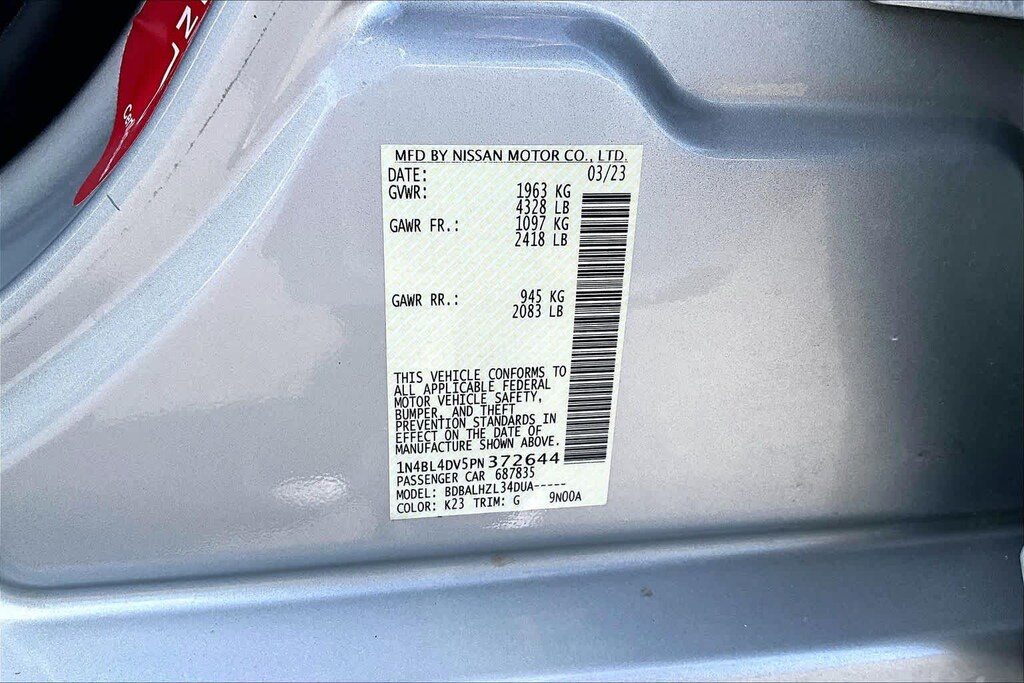 MFD BY NISSAN MOTOR CO., LTD.
DATE: 03/23
GVWR: 1963 KG
4328 LB
GAWR FR.: 1097 KG
2418 LB
GAWR RR.: 945 KG
2083 LB
THIS VEHICLE CONFORMS TO
ALL APPLICABLE FEDERAL
MOTOR VEHICLE SAFETY,
BUMPER, AND THEFT
PREVENTION STANDARDS IN
EFFECT ON THE DATE OF
MANUFACTURE SHOWN ABOVE.
1N4BL4DV5PN372644
PASSENGER CAR 687835
MODEL: BDBALHZL34DUA-----
COLOR: K23 TRIM: G 9N00A